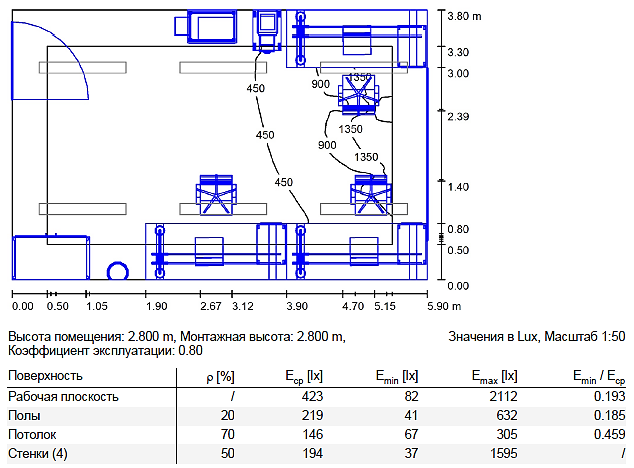 3.80 m
3.30
3.00
2.39
1.40
0.80
0.50
0.00
450
450
450
900
1350
1350
900
1350
0.00 0.50 1.05 1.90 2.67 3.12 3.90 4.70 5.15 5.90 m
Высота помещения: 2.800 m, Монтажная высота: 2.800 m, Коэффициент эксплуатации: 0.80
Значения в Lux, Масштаб 1:50
Поверхность ρ [%] Eср [lx] Emin [lx] Emax [lx] Emin / Eср
Рабочая плоскость / 423 82 2112 0.193
Полы 20 219 41 632 0.185
Потолок 70 146 67 305 0.459
Стенки (4) 50 194 37 1595 /